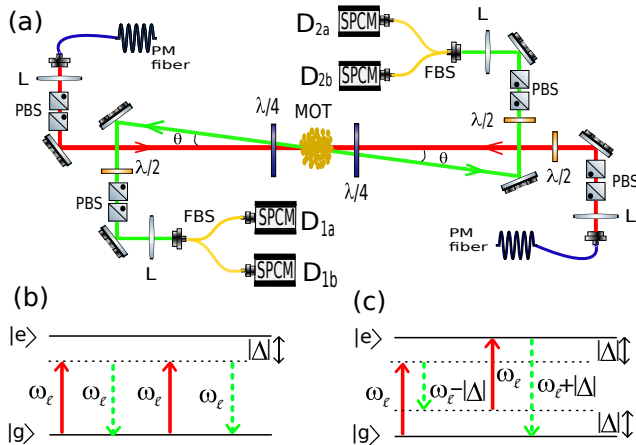 (a)
PM
fiber
L
PBS
λ/2
PBS
L
θ
λ/4
MOT
λ/4
θ
FBS
SPCM
D1a
SPCM
D1b
D2a
SPCM
D2b
SPCM
FBS
L
PBS
λ/2
λ/2
PBS
L
PM
fiber
(b)
|e>
|Δ|
ωℓ
ωℓ
ωℓ
ωℓ
|g>
(c)
|e>
|Δ|
ωℓ
ωℓ-|Δ|
ωℓ
ωℓ+|Δ|
|Δ|
|g>